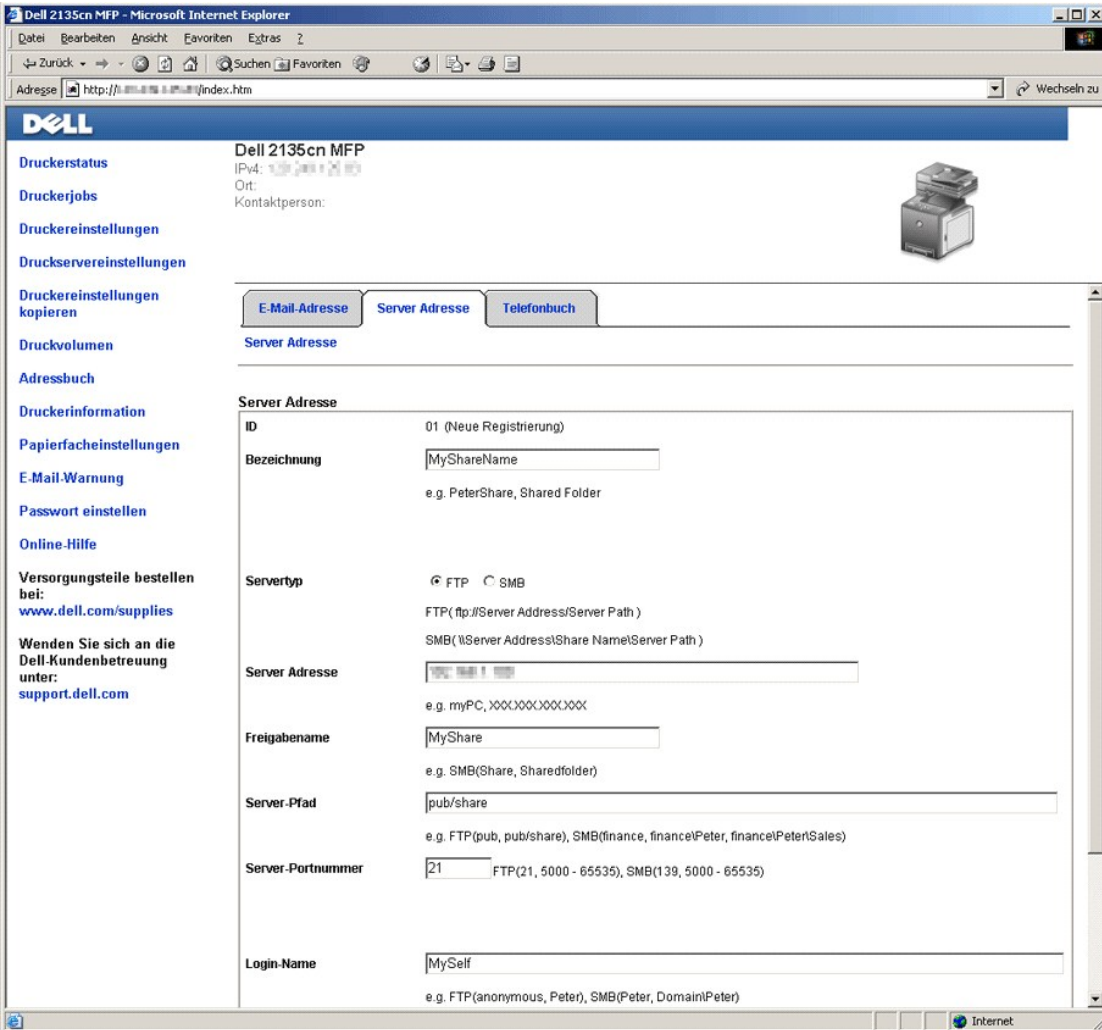 Dell 2135cn MFP - Microsoft Internet Explorer
Datei Bearbeiten Ansicht Favoriten Extras ?
Zurück Suchen Favoriten
Adresse http:// /index.htm Wechseln zu
DELL
Dell 2135cn MFP
IPv4:
Ort:
Kontaktperson:
Druckerstatus
Druckerjobs
Druckereinstellungen
Druckservereinstellungen
Druckereinstellungen
kopieren
Druckvolumen
Adressbuch
Druckerinformation
Papierfacheinstellungen
E-Mail-Warnung
Passwort einstellen
Online-Hilfe
Versorgungsteile bestellen
bei:
www.dell.com/supplies
Wenden Sie sich an die
Dell-Kundenbetreuung
unter:
support.dell.com
E-Mail-Adresse Server Adresse Telefonbuch
Server Adresse
Server Adresse
ID 01 (Neue Registrierung)
Bezeichnung MyShareName
e.g. PeterShare, Shared Folder
Servertyp FTP SMB
FTP( ftp://Server Address/Server Path )
SMB( \\Server Address\Share Name\Server Path )
Server Adresse
e.g. myPC, XXX.XXX.XXX.XXX
Freigabename MyShare
e.g. SMB(Share, Sharedfolder)
Server-Pfad pub/share
e.g. FTP(pub, pub/share), SMB(finance, finance\Peter, finance\Peter\Sales)
Server-Portnummer 21 FTP(21, 5000 - 65535), SMB(139, 5000 - 65535)
Login-Name MySelf
e.g. FTP(anonymous, Peter), SMB(Peter, Domain\Peter)
Internet